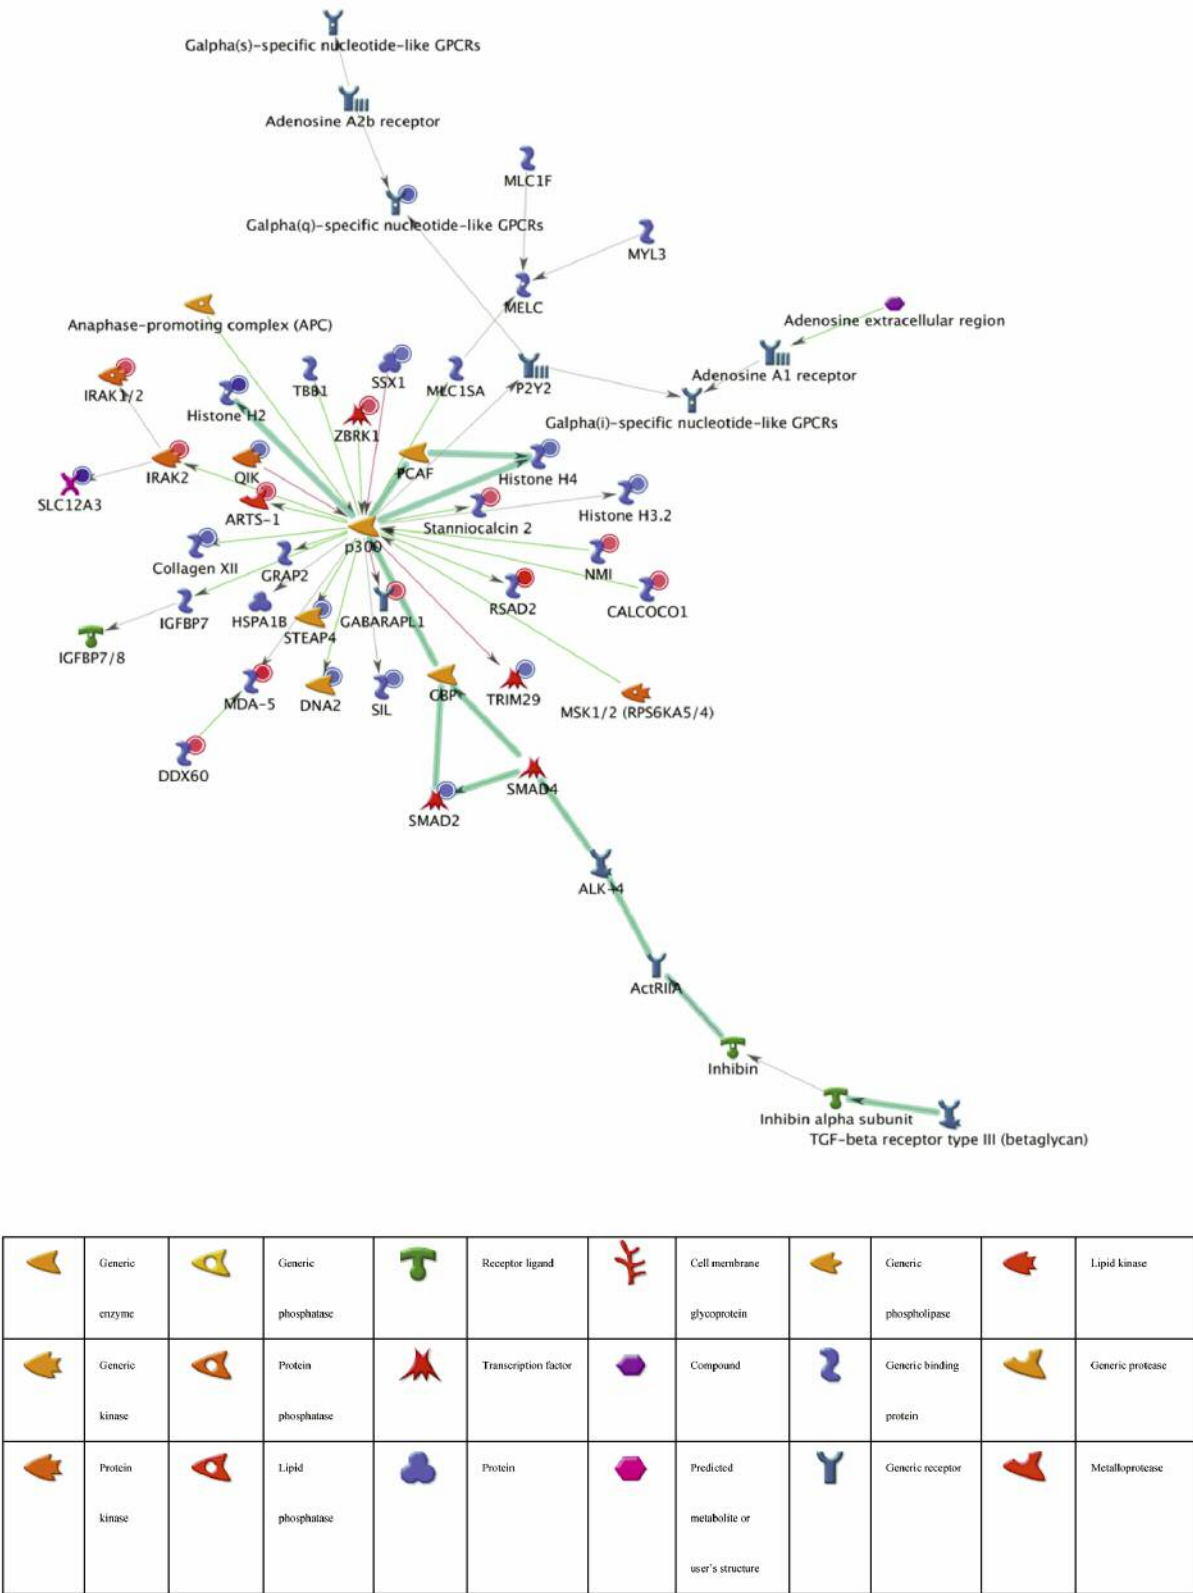 Galpha(s)-specific nucleotide-like GPCRs
Adenosine A2b receptor
MLC1F
Galpha(q)-specific nucleotide-like GPCRs
MYL3
MELC
Anaphase-promoting complex (APC)
Adenosine extracellular region
IRAK1/2
TBB1
SSX1
MLC1SA
P2Y2
Adenosine A1 receptor
Histone H2
Galpha(i)-specific nucleotide-like GPCRs
ZBRK1
PCAF
Histone H4
SLC12A3
IRAK2
QIK
ARTS-1
Stanniocalcin 2
Histone H3.2
p300
Collagen XII
GRAP2
NMI
RSAD2
CALCOCO1
IGFBP7
HSPA1B
GABARAPL1
STEAP4
IGFBP7/8
MDA-5
DNA2
SIL
CBP
TRIM29
MSK1/2 (RPS6KA5/4)
DDX60
SMAD4
SMAD2
ALK-4
ActRIIA
Inhibin
Inhibin alpha subunit
TGF-beta receptor type III (betaglycan)
Generic
enzyme
Generic
phosphatase
Receptor ligand
Cell membrane
glycoprotein
Generic
phospholipase
Lipid kinase
Generic
kinase
Protein
phosphatase
Transcription factor
Compound
Generic binding
protein
Generic protease
Protein
kinase
Lipid
phosphatase
Protein
Predicted
metabolite or
user's structure
Generic receptor
Metalloprotease